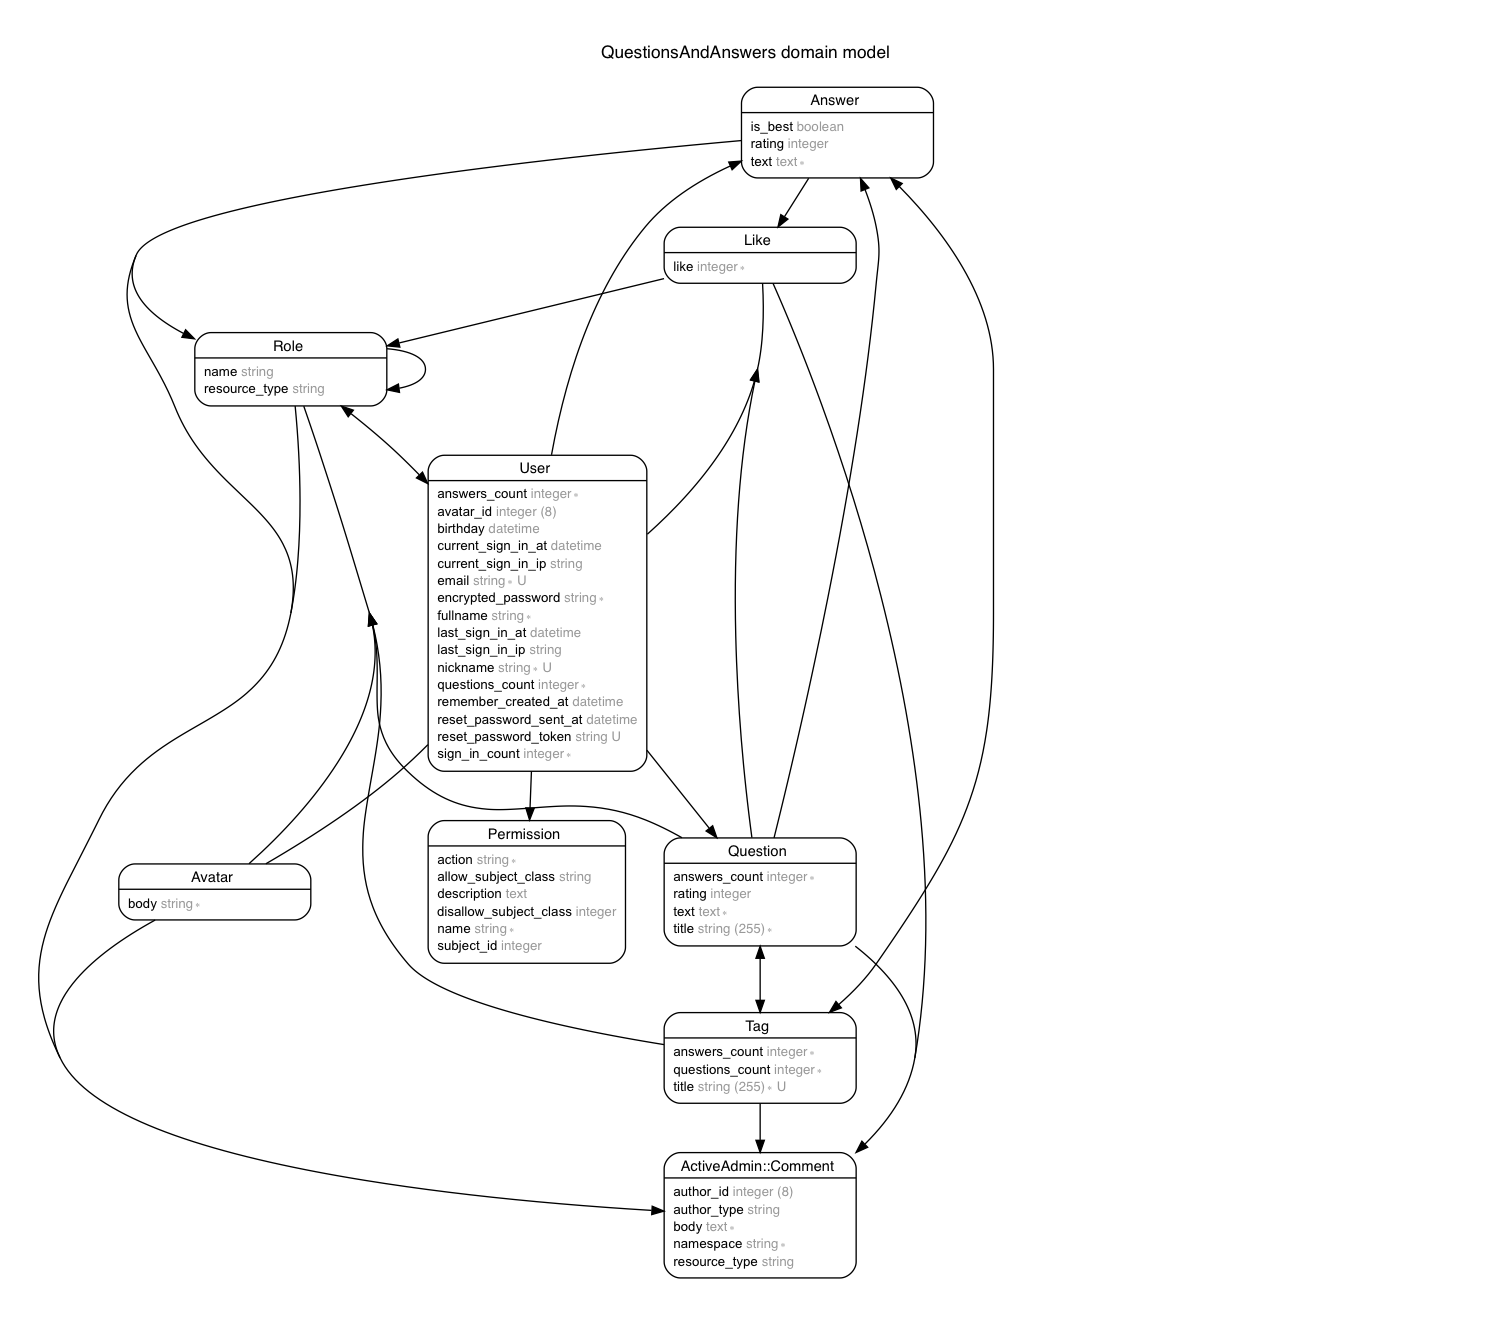 QuestionsAndAnswers domain model
Answer
is_best boolean
rating integer
text text ∗
Like
like integer ∗
Role
name string
resource_type string
User
answers_count integer ∗
avatar_id integer (8)
birthday datetime
current_sign_in_at datetime
current_sign_in_ip string
email string ∗ U
encrypted_password string ∗
fullname string ∗
last_sign_in_at datetime
last_sign_in_ip string
nickname string ∗ U
questions_count integer ∗
remember_created_at datetime
reset_password_sent_at datetime
reset_password_token string U
sign_in_count integer ∗
Permission
action string ∗
allow_subject_class string
description text
disallow_subject_class integer
name string ∗
subject_id integer
Question
answers_count integer ∗
rating integer
text text ∗
title string (255) ∗
Avatar
body string ∗
Tag
answers_count integer ∗
questions_count integer ∗
title string (255) ∗ U
ActiveAdmin::Comment
author_id integer (8)
author_type string
body text ∗
namespace string ∗
resource_type string